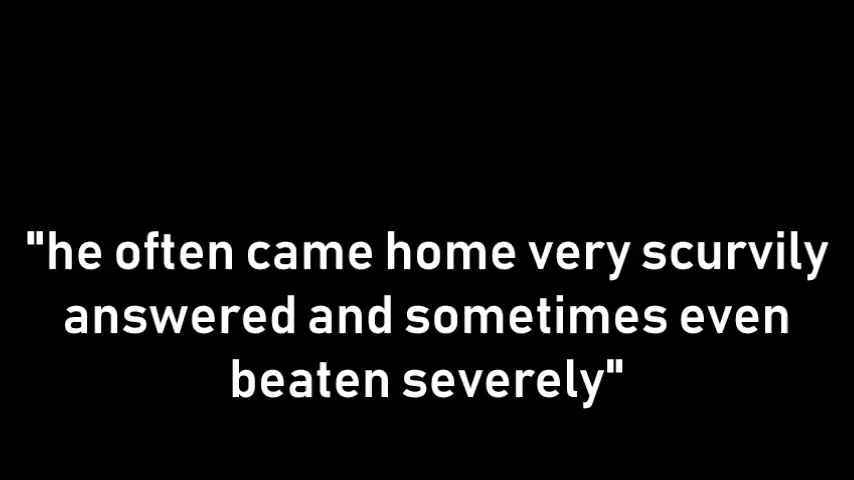 "he often came home very scurvily
answered and sometimes even
beaten severely"